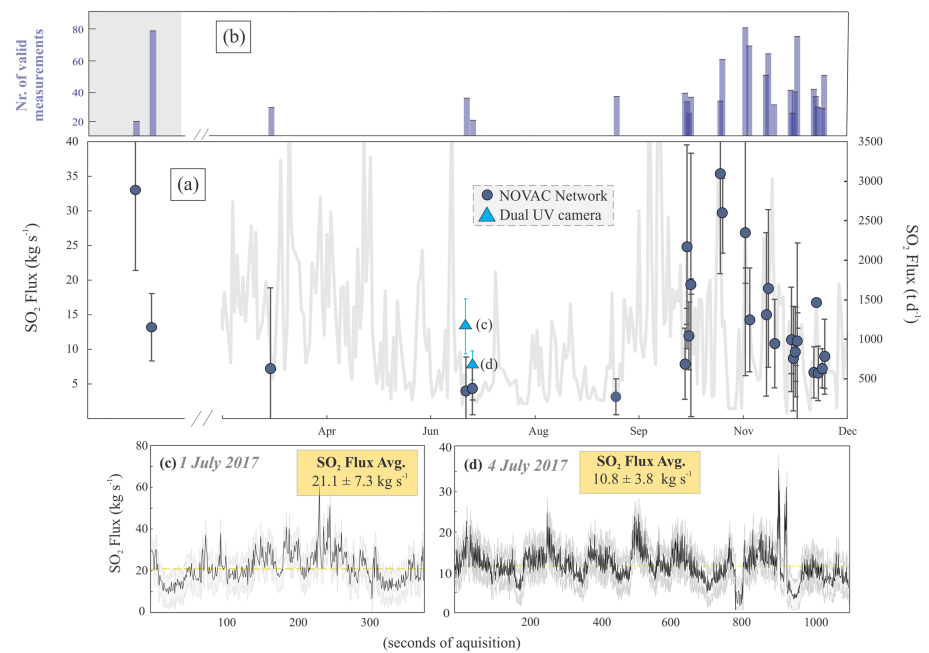 80
60
40
20
Nr. of valid
measurements
(b)
40
35
30
25
20
15
10
5
SO2 Flux (kg s-1)
(a)
NOVAC Network
Dual UV camera
(c)
(d)
3500
3000
2500
2000
1500
1000
500
SO2 Flux (t d-1)
Apr
Jun
Aug
Sep
Nov
Dec
(c) 1 July 2017
SO2 Flux Avg.
21.1 ± 7.3 kg s-1
80
60
40
20
0
SO2 Flux (kg s-1)
100
200
300
(d) 4 July 2017
SO2 Flux Avg.
10.8 ± 3.8 kg s-1
40
30
20
10
0
200
400
600
800
1000
(seconds of aquisition)